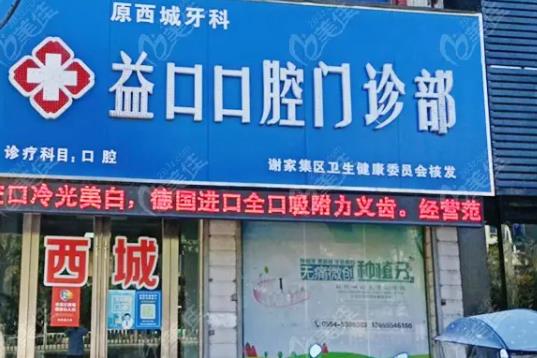 原西城牙科
益口口腔门诊部
诊疗科目：口腔
谢家集区卫生健康委员会核发
口冷光美白，德国进口全口吸附力义齿。经营范
西城
无痛微创种植牙